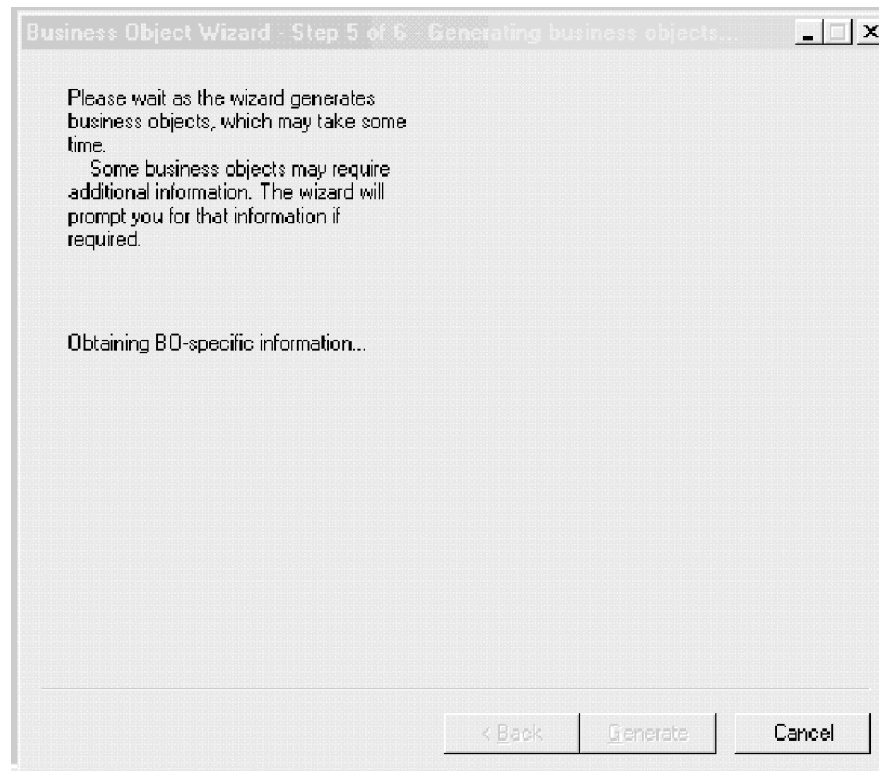 Business Object Wizard - Step 5 of 6 - Generating business objects...
Please wait as the wizard generates
business objects, which may take some
time.
Some business objects may require
additional information. The wizard will
prompt you for that information if
required.
Obtaining BO-specific information...
< Back Generate Cancel